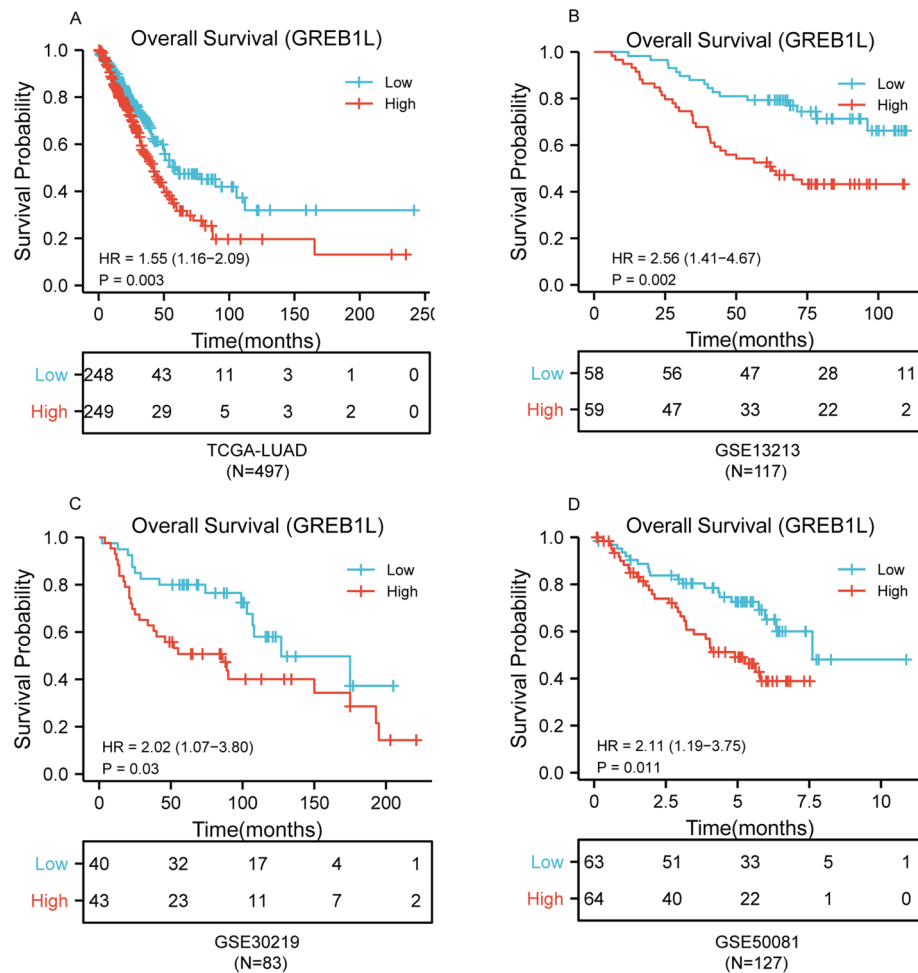 A
Overall Survival (GREB1L)
Survival Probability
1.0
0.8
0.6
0.4
0.2
0.0
Low
High
HR = 1.55 (1.16−2.09)
P = 0.003
0 50 100 150 200 250
Time(months)
Low 248 43 11 3 1 0
High 249 29 5 3 2 0
TCGA-LUAD
(N=497)
B
Overall Survival (GREB1L)
Survival Probability
1.0
0.8
0.6
0.4
0.2
0.0
Low
High
HR = 2.56 (1.41−4.67)
P = 0.002
0 25 50 75 100
Time(months)
Low 58 56 47 28 11
High 59 47 33 22 2
GSE13213
(N=117)
C
Overall Survival (GREB1L)
Survival Probability
1.0
0.8
0.6
0.4
0.2
0.0
Low
High
HR = 2.02 (1.07−3.80)
P = 0.03
0 50 100 150 200
Time(months)
Low 40 32 17 4 1
High 43 23 11 7 2
GSE30219
(N=83)
D
Overall Survival (GREB1L)
Survival Probability
1.0
0.8
0.6
0.4
0.2
0.0
Low
High
HR = 2.11 (1.19−3.75)
P = 0.011
0 2.5 5 7.5 10
Time(months)
Low 63 51 33 5 1
High 64 40 22 1 0
GSE50081
(N=127)